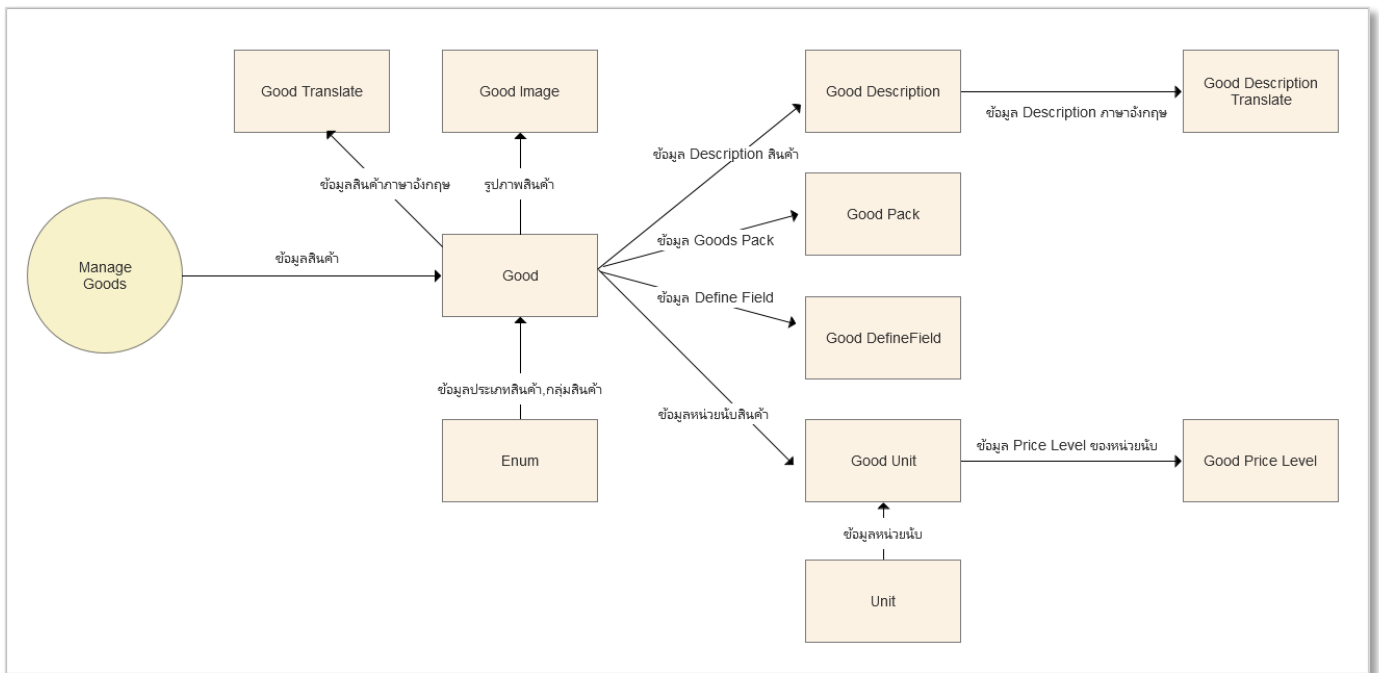 Good Translate
Good Image
Good Description
Good Description
Translate
ข้อมูล Description ภาษาอังกฤษ
ข้อมูล Description สินค้า
ข้อมูลสินค้าภาษาอังกฤษ
รูปภาพสินค้า
Good Pack
ข้อมูล Goods Pack
Manage
Goods
ข้อมูลสินค้า
Good
ข้อมูล Define Field
Good DefineField
ข้อมูลประเภทสินค้า,กลุ่มสินค้า
ข้อมูลหน่วยนับสินค้า
Enum
Good Unit
ข้อมูล Price Level ของหน่วยนับ
Good Price Level
ข้อมูลหน่วยนับ
Unit